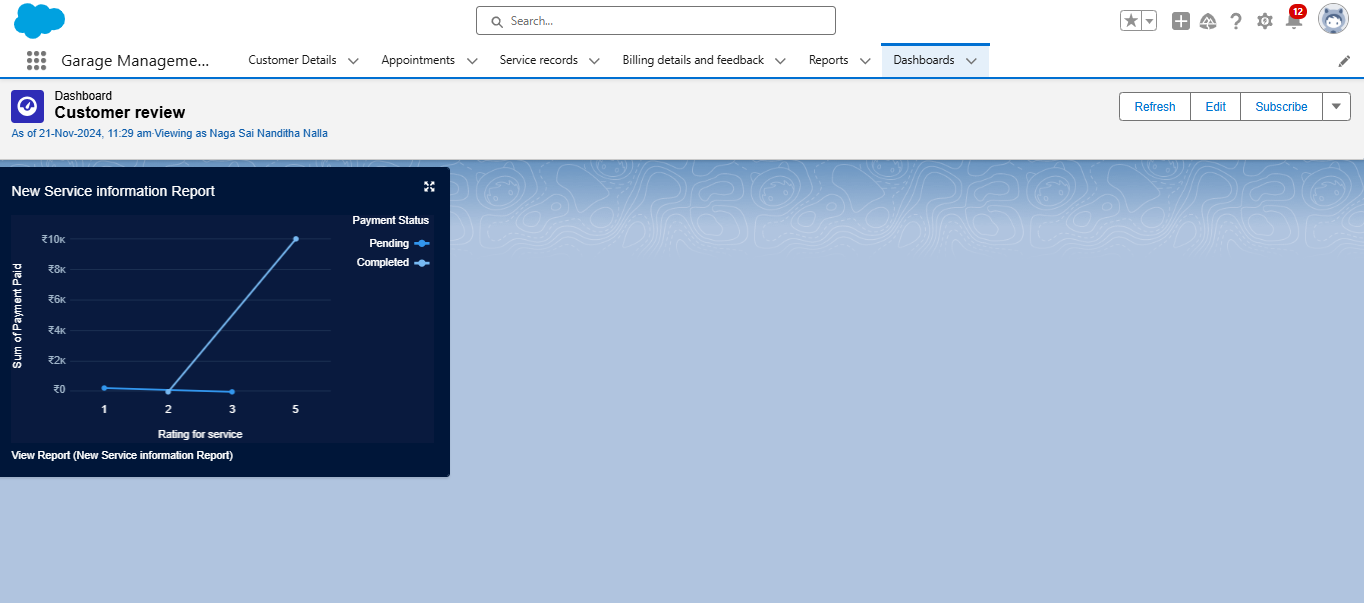 Search...
12
Garage Manageme...
Customer Details
Appointments
Service records
Billing details and feedback
Reports
Dashboards
Dashboard
Customer review
As of 21-Nov-2024, 11:29 am·Viewing as Naga Sai Nanditha Nalla
Refresh
Edit
Subscribe
New Service information Report
Payment Status
Pending
Completed
Sum of Payment Paid
₹10K
₹8K
₹6K
₹4K
₹2K
₹0
1 2 3 5
Rating for service
View Report (New Service information Report)